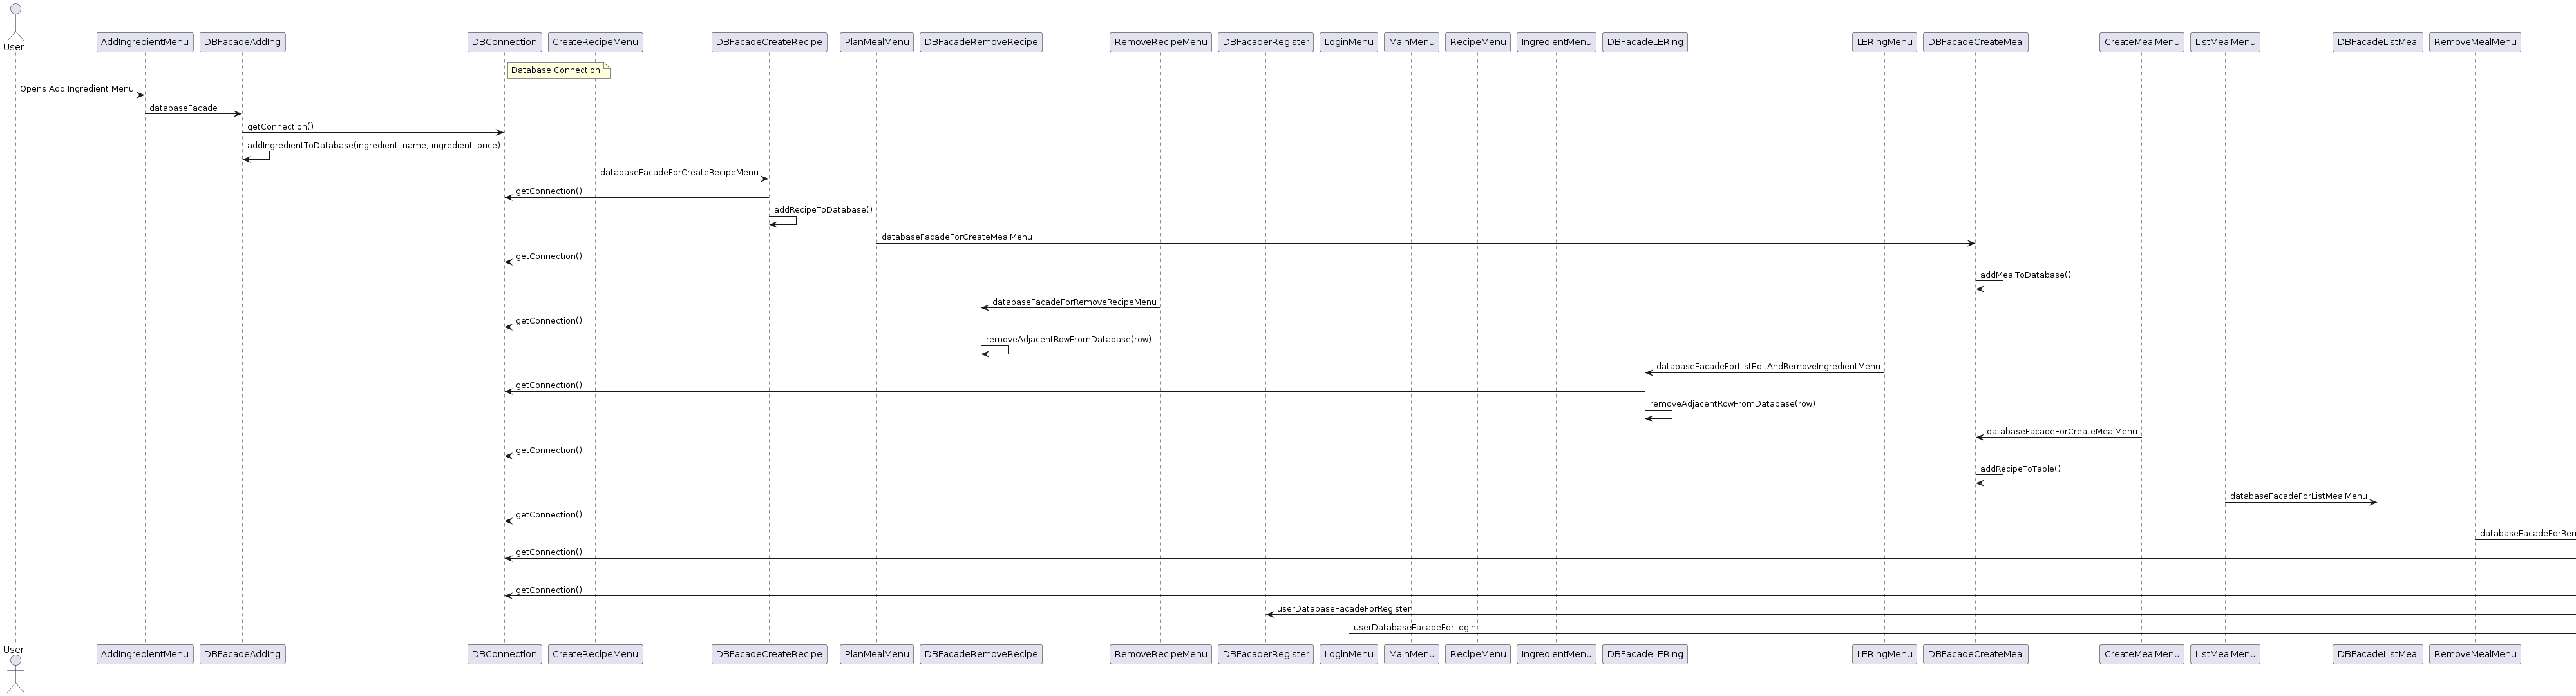 User
AddIngredientMenu
DBFacadeAddIng
DBConnection
CreateRecipeMenu
DBFacadeCreateRecipe
PlanMealMenu
DBFacadeRemoveRecipe
RemoveRecipeMenu
DBFacaderRegister
LoginMenu
MainMenu
RecipeMenu
IngredientMenu
DBFacadeLERIng
LERIngMenu
DBFacadeCreateMeal
CreateMealMenu
ListMealMenu
DBFacadeListMeal
RemoveMealMenu
Database Connection
Opens Add Ingredient Menu
databaseFacade
getConnection()
addIngredientToDatabase(ingredient_name, ingredient_price)
databaseFacadeForCreateRecipeMenu
getConnection()
addRecipeToDatabase()
databaseFacadeForCreateMealMenu
getConnection()
addMealToDatabase()
databaseFacadeForRemoveRecipeMenu
getConnection()
removeAdjacentRowFromDatabase(row)
databaseFacadeForListEditAndRemoveIngredientMenu
getConnection()
removeAdjacentRowFromDatabase(row)
databaseFacadeForCreateMealMenu
getConnection()
addRecipeToTable()
databaseFacadeForListMealMenu
getConnection()
databaseFacadeForRen
getConnection()
getConnection()
userDatabaseFacadeForRegister
userDatabaseFacadeForLogin
User
AddIngredientMenu
DBFacadeAddIng
DBConnection
CreateRecipeMenu
DBFacadeCreateRecipe
PlanMealMenu
DBFacadeRemoveRecipe
RemoveRecipeMenu
DBFacaderRegister
LoginMenu
MainMenu
RecipeMenu
IngredientMenu
DBFacadeLERIng
LERIngMenu
DBFacadeCreateMeal
CreateMealMenu
ListMealMenu
DBFacadeListMeal
RemoveMealMenu